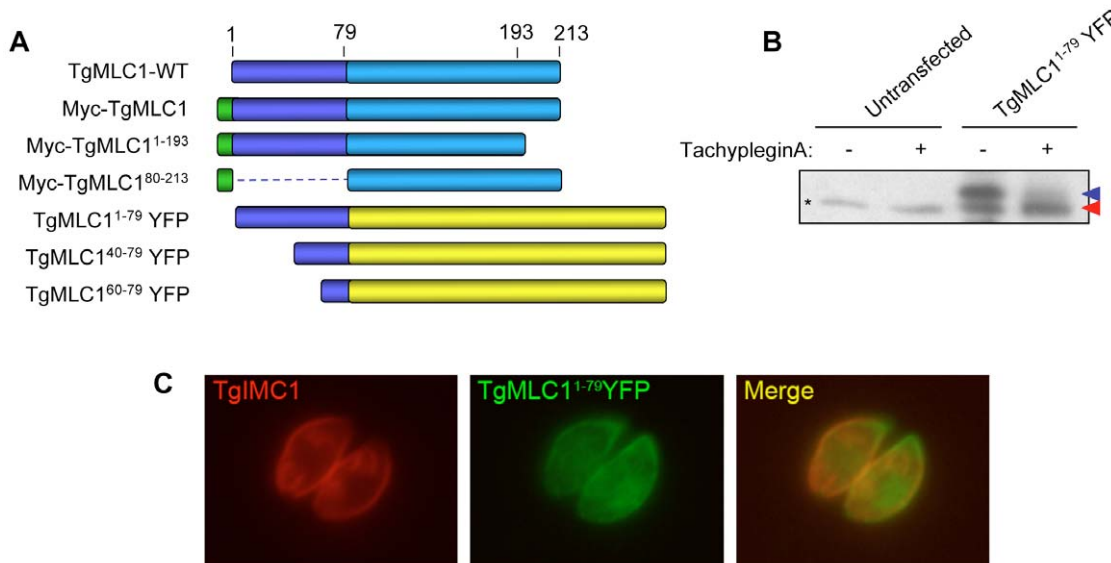 A
1 79 193 213
TgMLC1-WT
Myc-TgMLC1
Myc-TgMLC1¹⁻¹⁹³
Myc-TgMLC1⁸⁰⁻²¹³
TgMLC1¹⁻⁷⁹ YFP
TgMLC1⁴⁰⁻⁷⁹ YFP
TgMLC1⁶⁰⁻⁷⁹ YFP
B
Untransfected
TgMLC1¹⁻⁷⁹ YFP
TachypleginA: - + - +
*
C
TgIMC1
TgMLC1¹⁻⁷⁹YFP
Merge